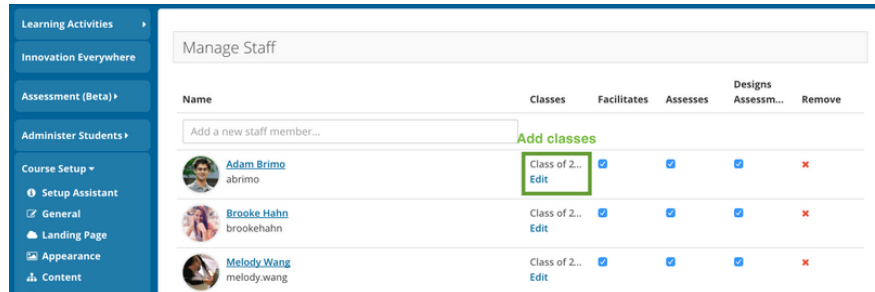 Learning Activities
Innovation Everywhere
Assessment (Beta)
Administer Students
Course Setup
Setup Assistant
General
Landing Page
Appearance
Content
Manage Staff
Name
Classes
Facilitates
Assesses
Designs
Assessm...
Remove
Add a new staff member...
Add classes
Adam Brimo
abrimo
Class of 2...
Edit
Brooke Hahn
brookehahn
Class of 2...
Edit
Melody Wang
melody.wang
Class of 2...
Edit